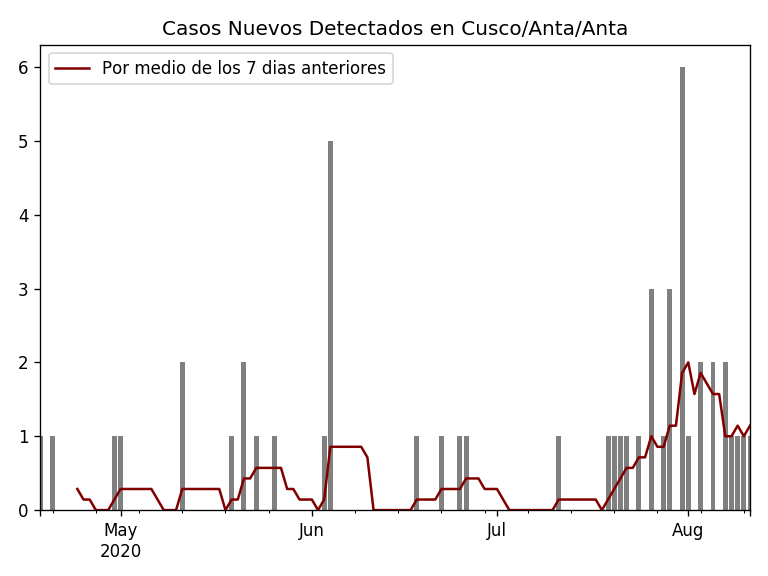 Casos Nuevos Detectados en Cusco/Anta/Anta
Por medio de los 7 dias anteriores
6
5
4
3
2
1
0
May Jun Jul Aug
2020